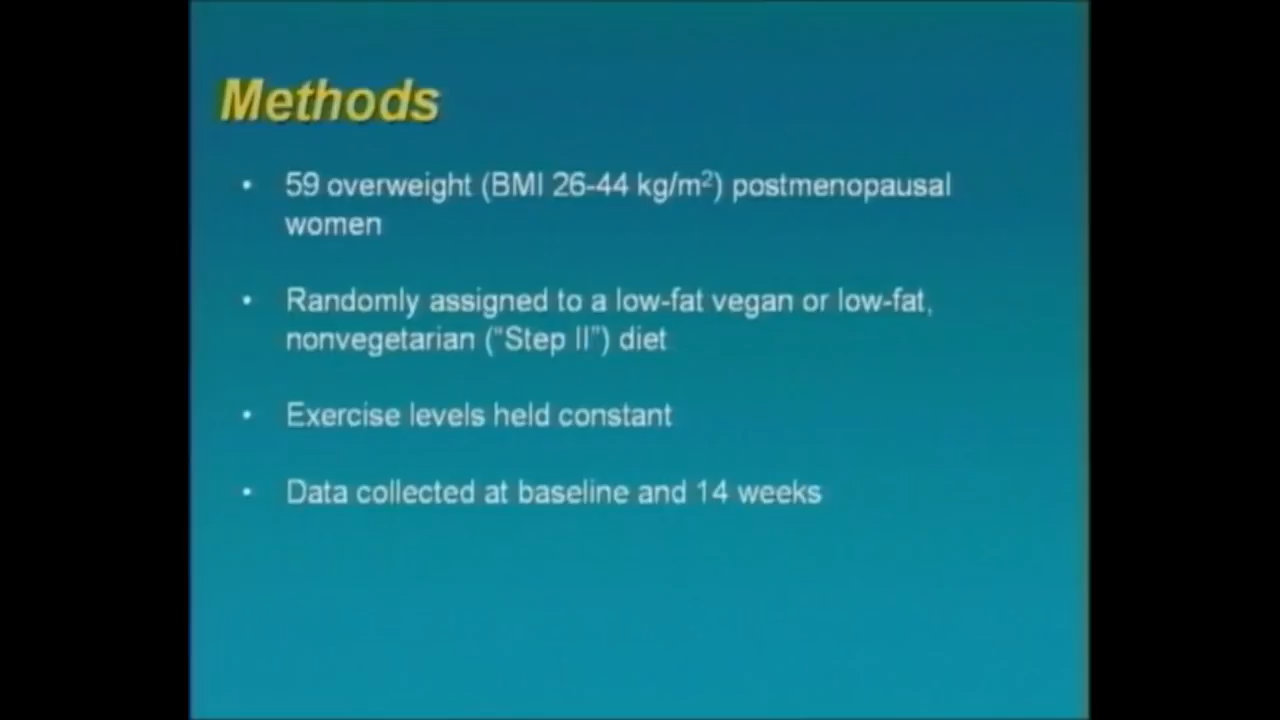 Methods
• 59 overweight (BMI 26-44 kg/m²) postmenopausal
women
• Randomly assigned to a low-fat vegan or low-fat,
nonvegetarian (“Step II”) diet
• Exercise levels held constant
• Data collected at baseline and 14 weeks